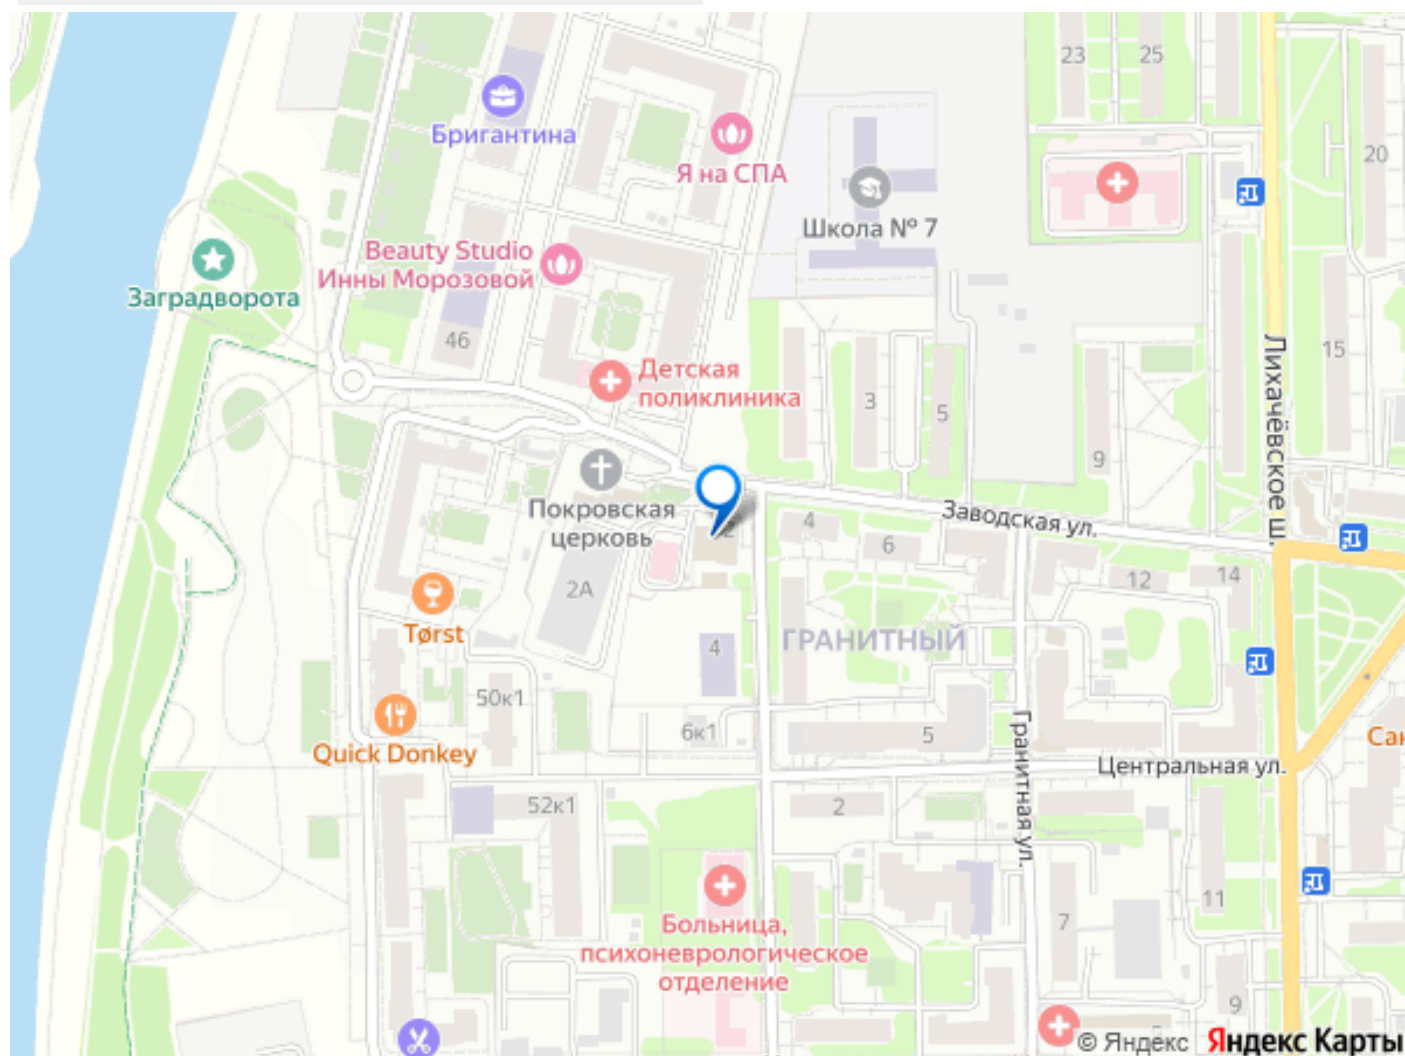 23
25
20
Бригантина
Я на СПА
Школа № 7
Beauty Studio
Инны Морозовой
Заградворота
46
Детская
поликлиника
3
5
9
15
Лихачёвское ш.
Покровская
церковь
2
4
6
Заводская ул.
12
14
2А
Tørst
4
ГРАНИТНЫЙ
50к1
6к1
5
Гранитная ул.
Quick Donkey
Центральная ул.
Сак
52к1
2
Больница,
психоневрологическое
отделение
7
11
9
© Яндекс Яндекс Карты